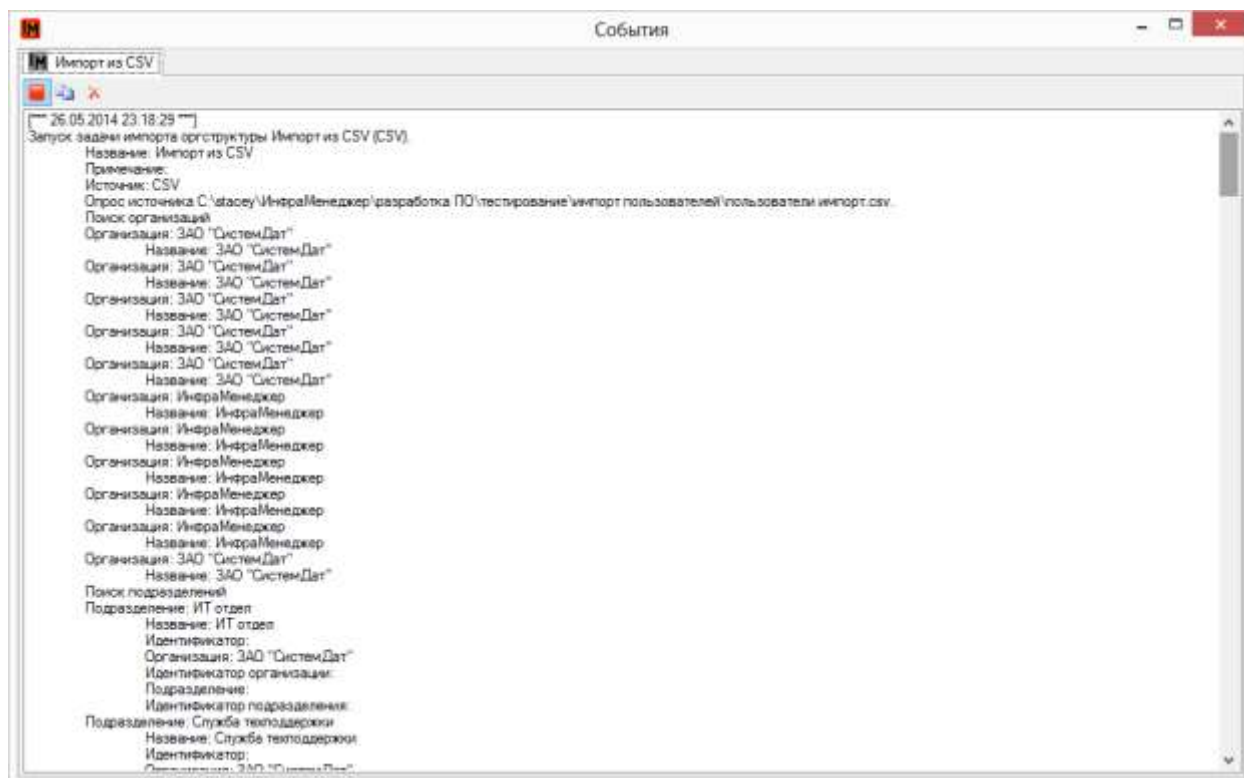 IM
События
IM Импорт из CSV
[*** 26.05.2014 23:18:29 ***]
Запуск задачи импорта оргструктуры Импорт из CSV (CSV).
Название: Импорт из CSV
Примечание:
Источник: CSV
Опрос источника C:\stacey\ИнфраМенеджер\разработка ПО\тестирование\импорт пользователей\пользователи импорт.csv.
Поиск организаций
Организация: ЗАО "СистемДат"
Название: ЗАО "СистемДат"
Организация: ЗАО "СистемДат"
Название: ЗАО "СистемДат"
Организация: ЗАО "СистемДат"
Название: ЗАО "СистемДат"
Организация: ЗАО "СистемДат"
Название: ЗАО "СистемДат"
Организация: ЗАО "СистемДат"
Название: ЗАО "СистемДат"
Организация: ИнфраМенеджер
Название: ИнфраМенеджер
Организация: ИнфраМенеджер
Название: ИнфраМенеджер
Организация: ИнфраМенеджер
Название: ИнфраМенеджер
Организация: ИнфраМенеджер
Название: ИнфраМенеджер
Организация: ИнфраМенеджер
Название: ИнфраМенеджер
Организация: ЗАО "СистемДат"
Название: ЗАО "СистемДат"
Поиск подразделений
Подразделение: ИТ отдел
Название: ИТ отдел
Идентификатор:
Организация: ЗАО "СистемДат"
Идентификатор организации:
Подразделение:
Идентификатор подразделения:
Подразделение: Служба техподдержки
Название: Служба техподдержки
Идентификатор:
Организация: ЗАО "СистемДат"